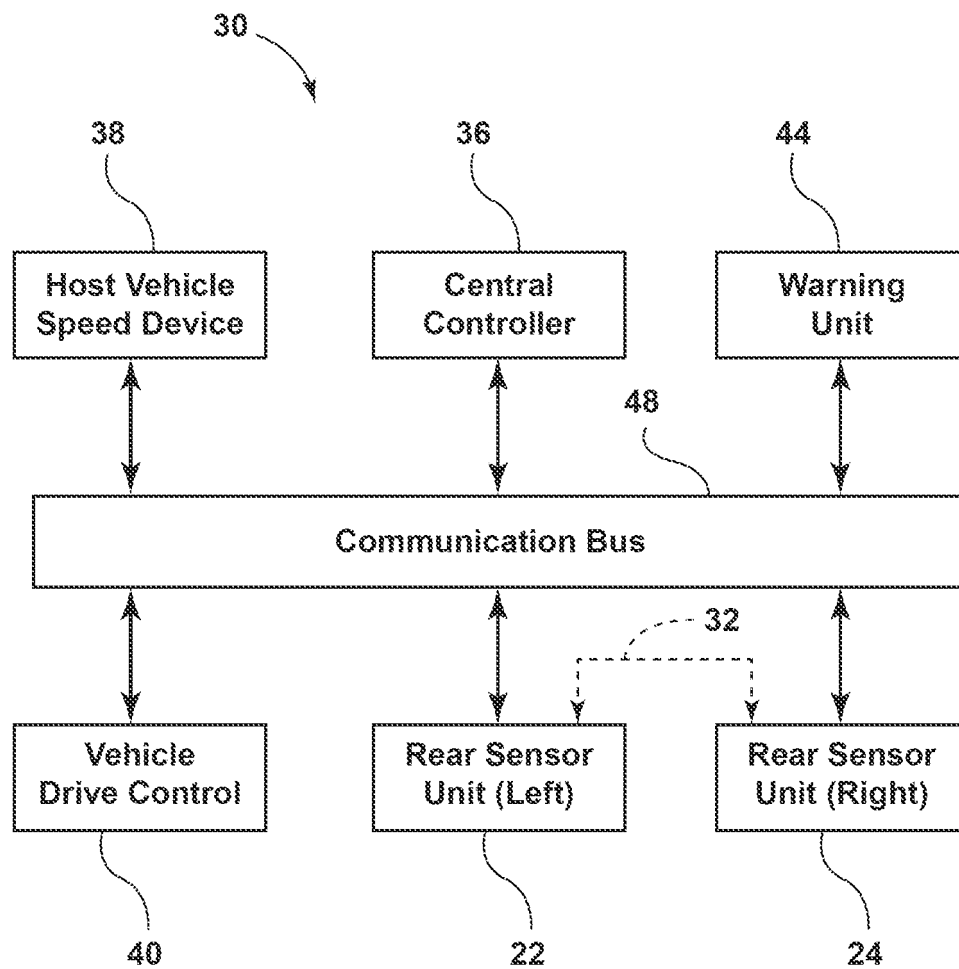 30
38
36
44
Host Vehicle
Speed Device
Central
Controller
Warning
Unit
48
Communication Bus
32
Vehicle
Drive Control
Rear Sensor
Unit (Left)
Rear Sensor
Unit (Right)
40
22
24